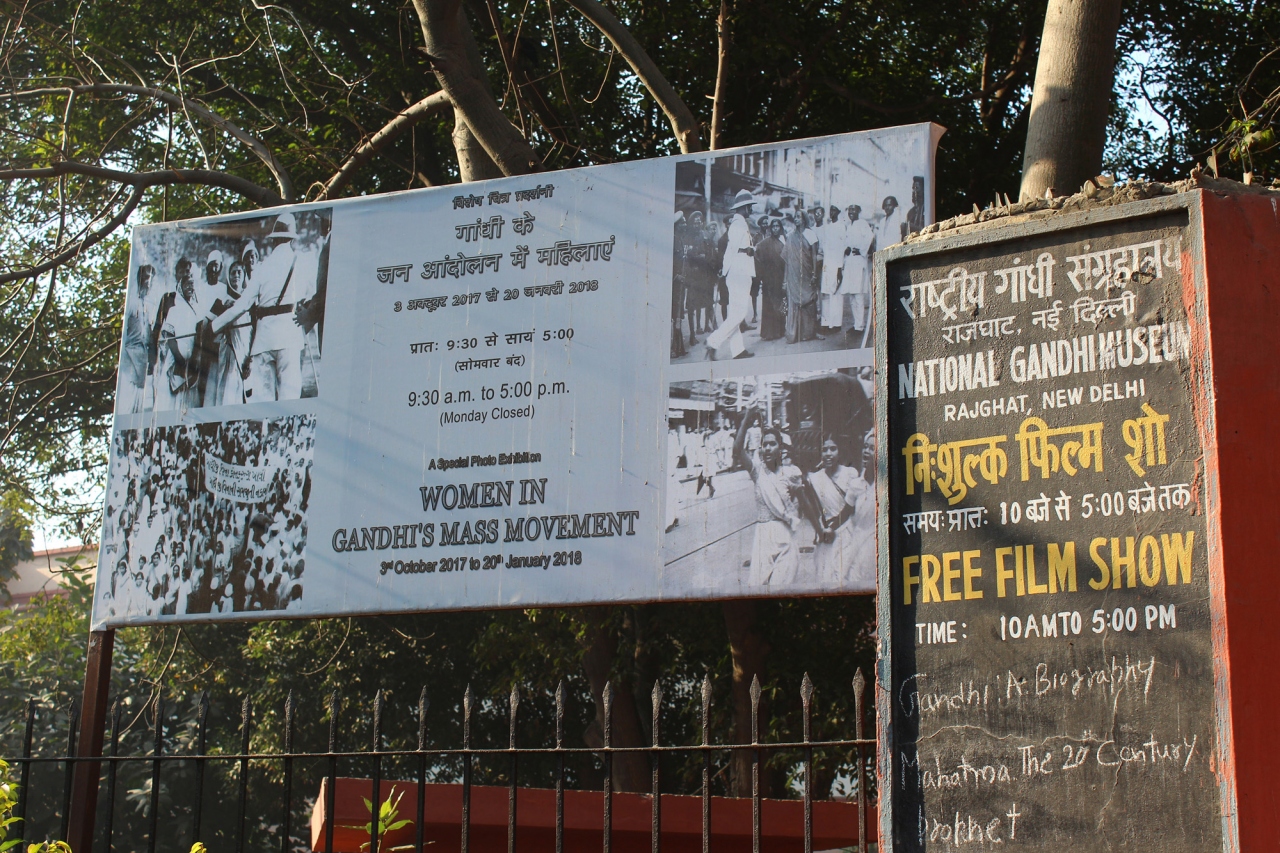 विशेष चित्र प्रदर्शनी
गांधी के
जन आंदोलन में महिलाएं
3 अक्टूबर 2017 से 20 जनवरी 2018
प्रातः 9:30 से सायं 5:00
(सोमवार बंद)
9:30 a.m. to 5:00 p.m.
(Monday Closed)
A Special Photo Exhibition
WOMEN IN
GANDHI'S MASS MOVEMENT
3rd October 2017 to 20th January 2018
राष्ट्रीय गांधी संग्रहालय
राजघाट, नई दिल्ली
NATIONAL GANDHI MUSEUM
RAJGHAT, NEW DELHI
निःशुल्क फिल्म शो
समयः प्रातः 10 बजे से 5:00 बजे तक
FREE FILM SHOW
TIME: 10 AM TO 5:00 PM
Gandhi A Biography
Mahatma The 20th Century
Prophet